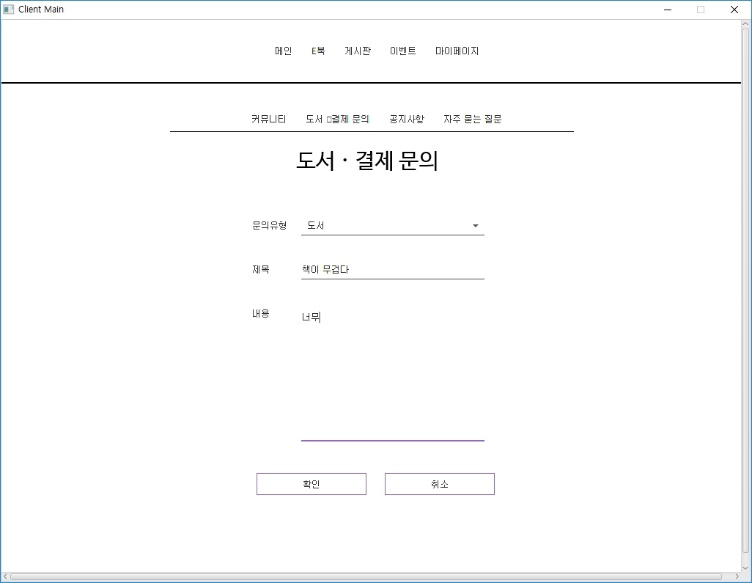 Client Main
메인 E북 게시판 이벤트 마이페이지
커뮤니티 도서 □결제 문의 공지사항 자주 묻는 질문
도서 · 결제 문의
문의유형 도서
제목 책이 무겁다
내용 너무
확인 취소